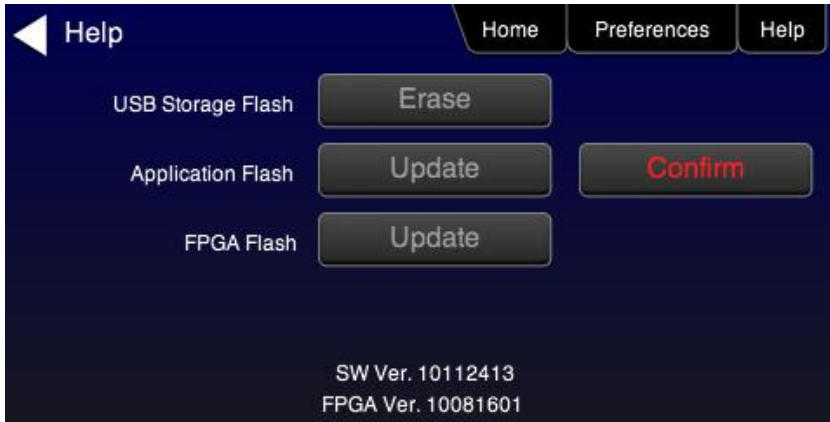 Help Home Preferences Help
USB Storage Flash Erase
Application Flash Update Confirm
FPGA Flash Update
SW Ver. 10112413
FPGA Ver. 10081601